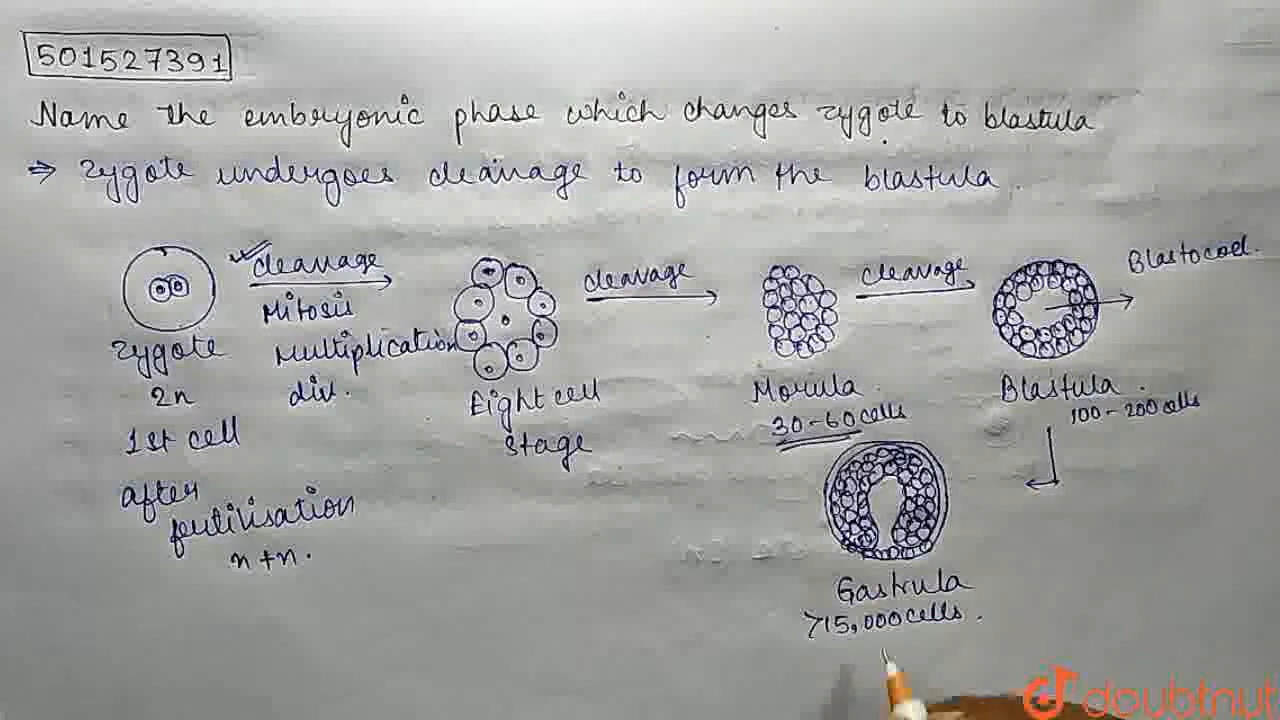 501527391
Name the embryonic phase which changes zygote to blastula
⇒ zygote undergoes cleavage to form the blastula.
cleavage
Mitosis
Multiplication
div.
cleavage
cleavage
Blastocoel.
zygote
2n
1st cell
after
fertilisation
n+n.
Eight cell
stage
Morula.
30-60 cells
Blastula.
100-200 cells
Gastrula
>15,000 cells.
doubtnut